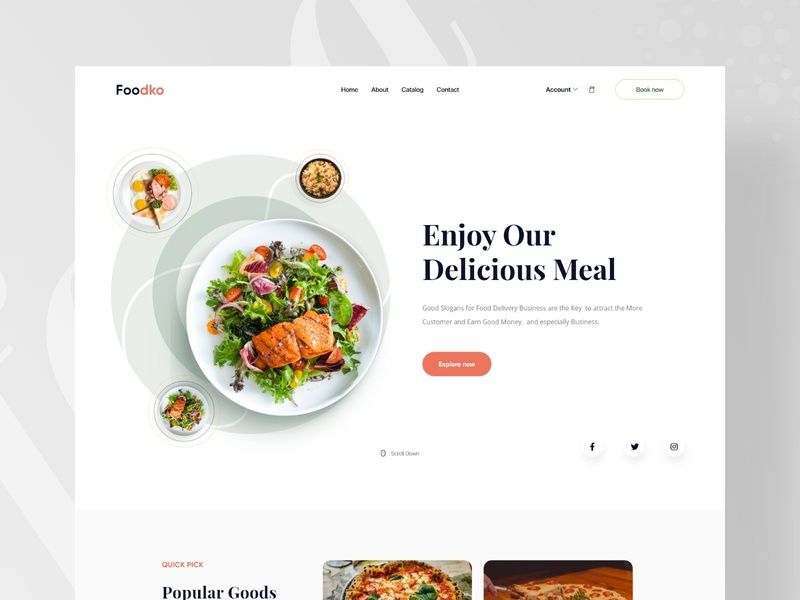 Foodko
Home About Catalog Contact
Account
Book now
Enjoy Our
Delicious Meal
Good Slogans for Food Delivery Business are the Key to attract the More
Customer and Earn Good Money. and especially Business.
Explore now
Scroll Down
QUICK PICK
Popular Goods